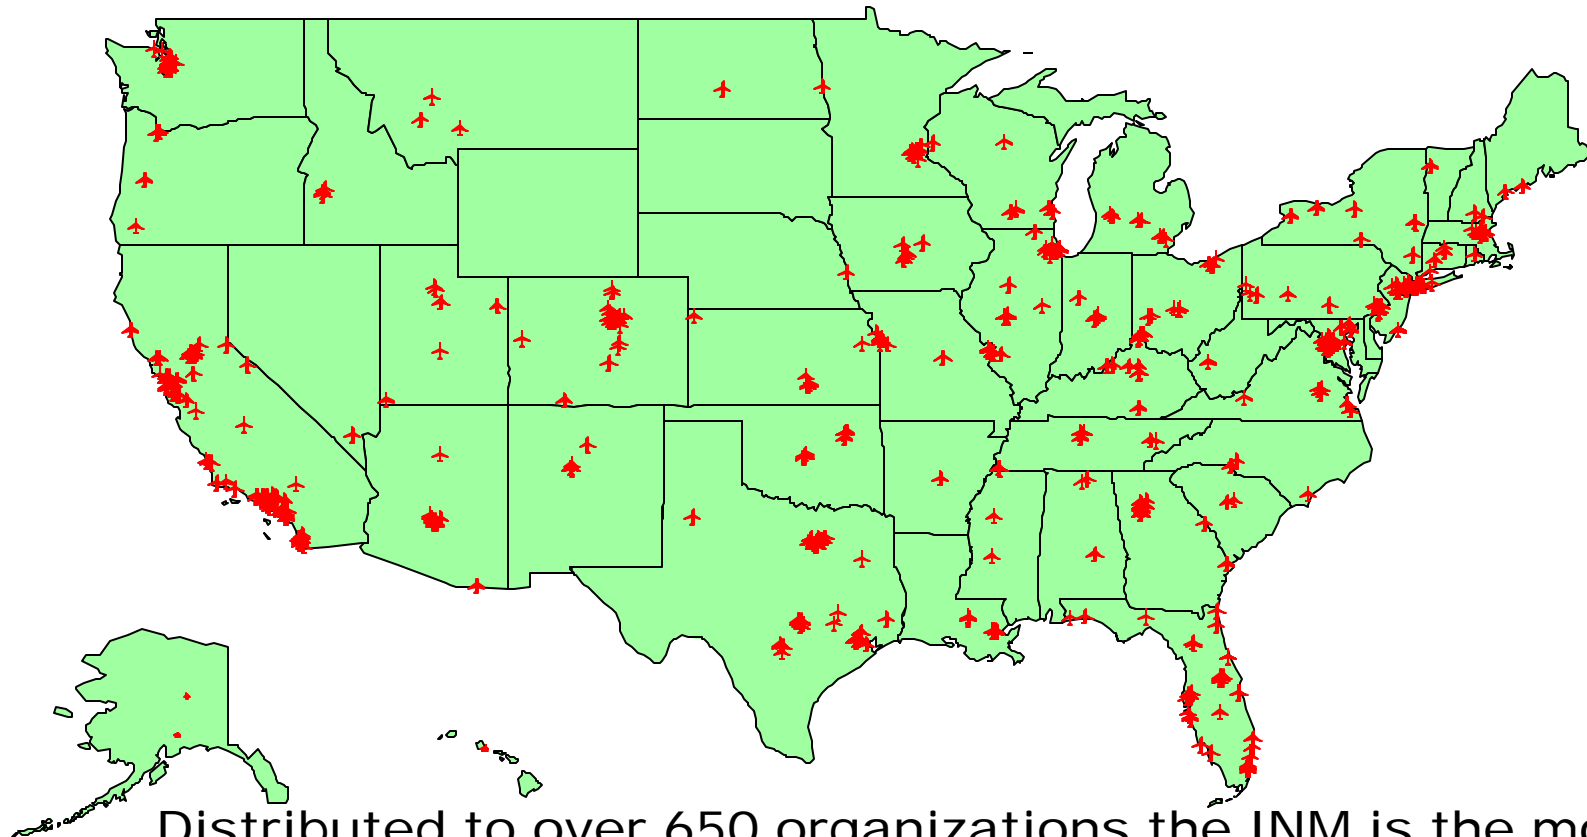 Distributed to over 650 organizations the INM is the